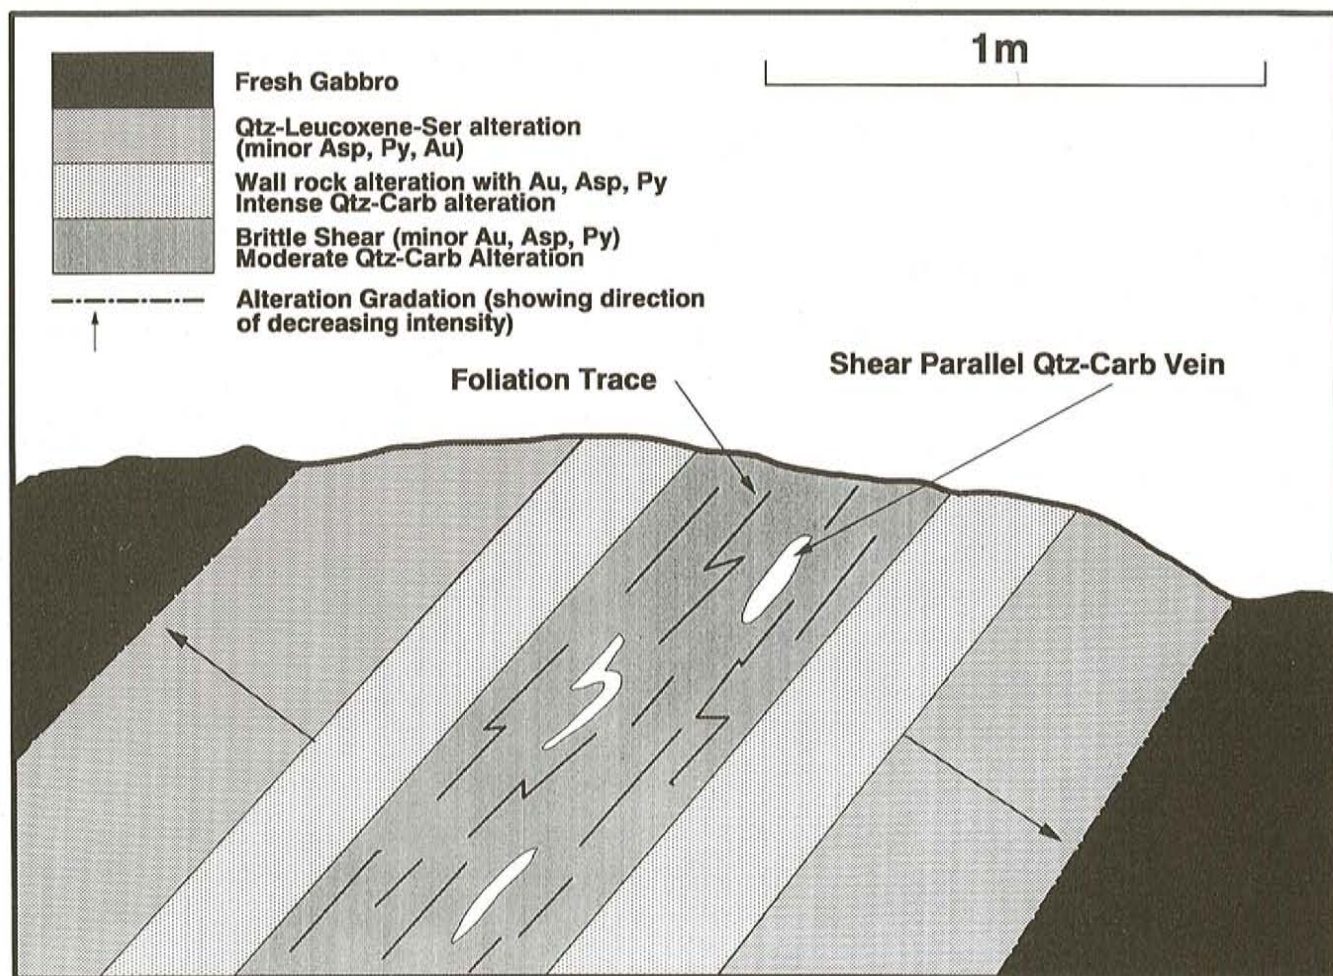 1m
Fresh Gabbro
Qtz-Leucoxene-Ser alteration
(minor Asp, Py, Au)
Wall rock alteration with Au, Asp, Py
Intense Qtz-Carb alteration
Brittle Shear (minor Au, Asp, Py)
Moderate Qtz-Carb Alteration
Alteration Gradation (showing direction
of decreasing intensity)
Shear Parallel Qtz-Carb Vein
Foliation Trace